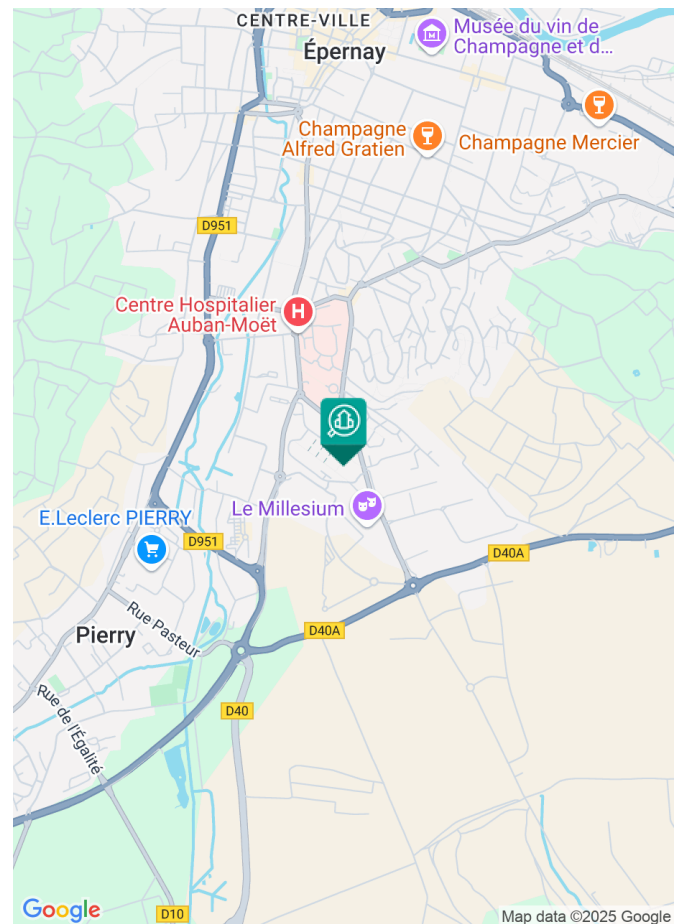 CENTRE-VILLE
Épernay
Musée du vin de
Champagne et d...
Champagne
Alfred Gratien
Champagne Mercier
D951
Centre Hospitalier
Auban-Moët
H
Le Millesium
E.Leclerc PIERRY
D951
D40A
Rue Pasteur
D40A
Pierry
Rue de l'Égalité
D40
D10
Google
Map data ©2025 Google